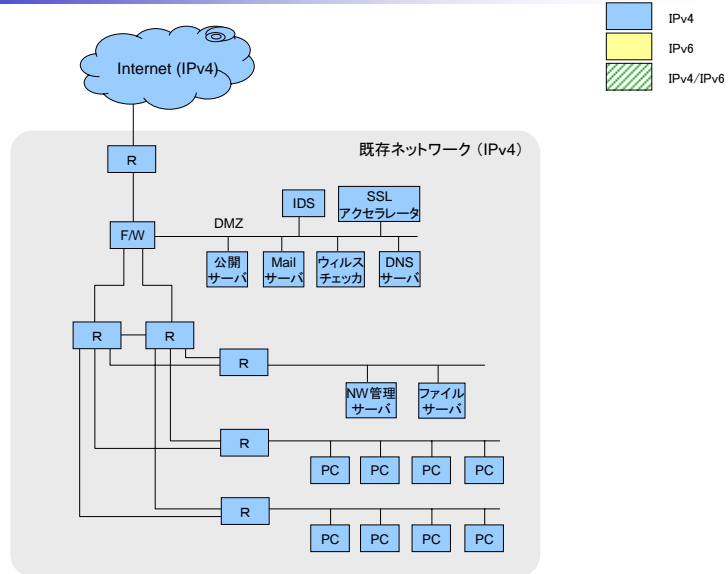 IPv4
IPv6
IPv4/IPv6
Internet (IPv4)
既存ネットワーク（IPv4）
R
F/W
DMZ
IDS
SSL
アクセラレータ
公開
サーバ
Mail
サーバ
ウィルス
チェッカ
DNS
サーバ
R
R
R
NW管理
サーバ
ファイル
サーバ
R
PC
PC
PC
PC
R
PC
PC
PC
PC